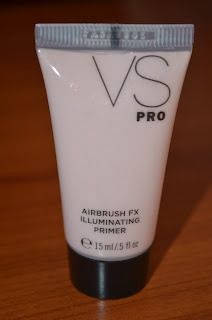 VS
PRO
AIRBRUSH FX
ILLUMINATING
PRIMER
℮ 15 ml/.5 fl oz